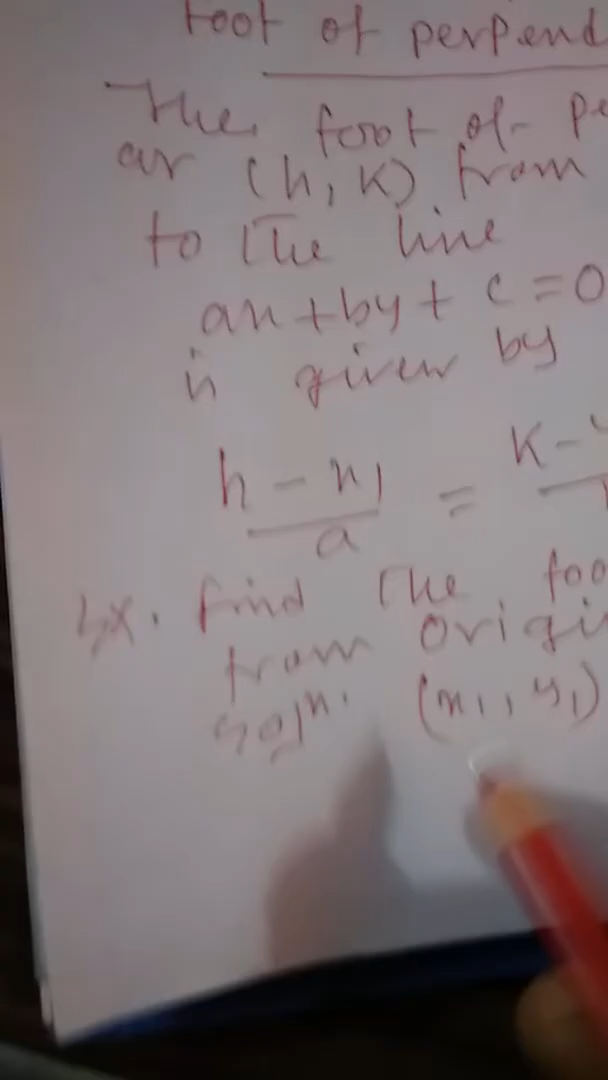 foot of perpend
The foot of pe
ar (h, k) from
to the line
ax + by + c = 0
is given by
h - x1 / a = k -
Ex. Find the foo
from origi
Soln. (x1, y1)